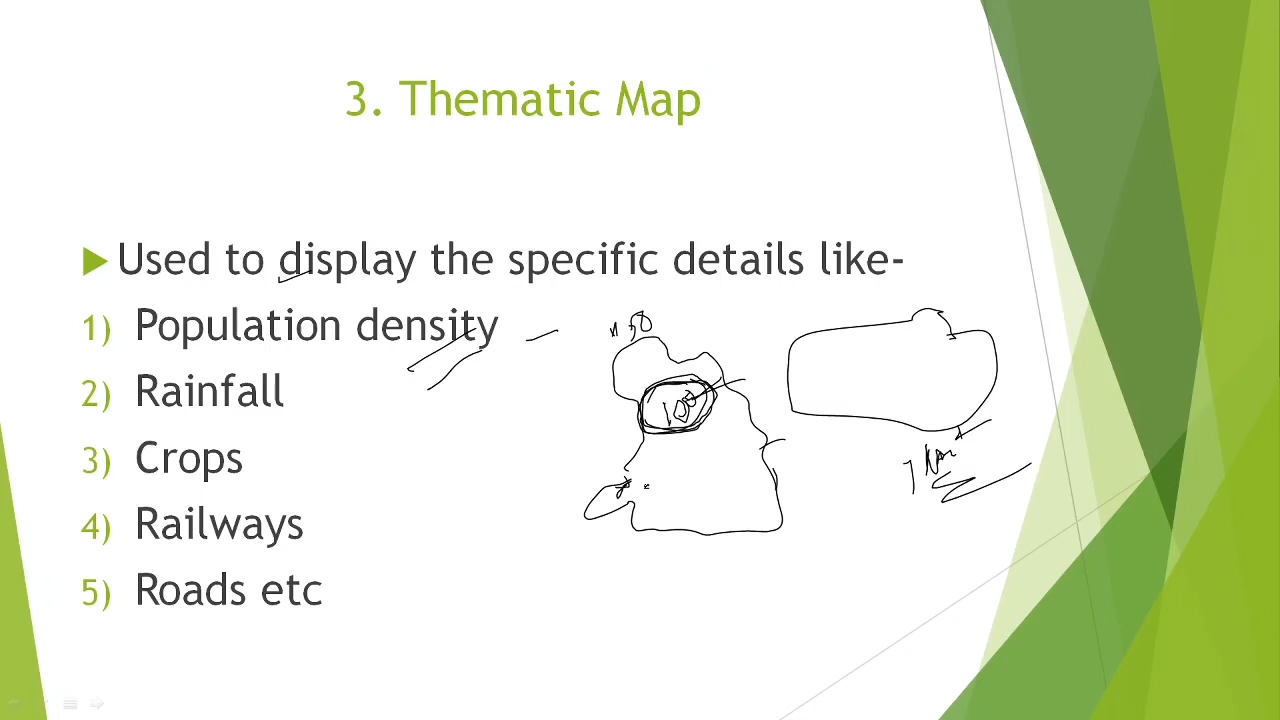 3. Thematic Map
Used to display the specific details like-
1) Population density
2) Rainfall
3) Crops
4) Railways
5) Roads etc
100